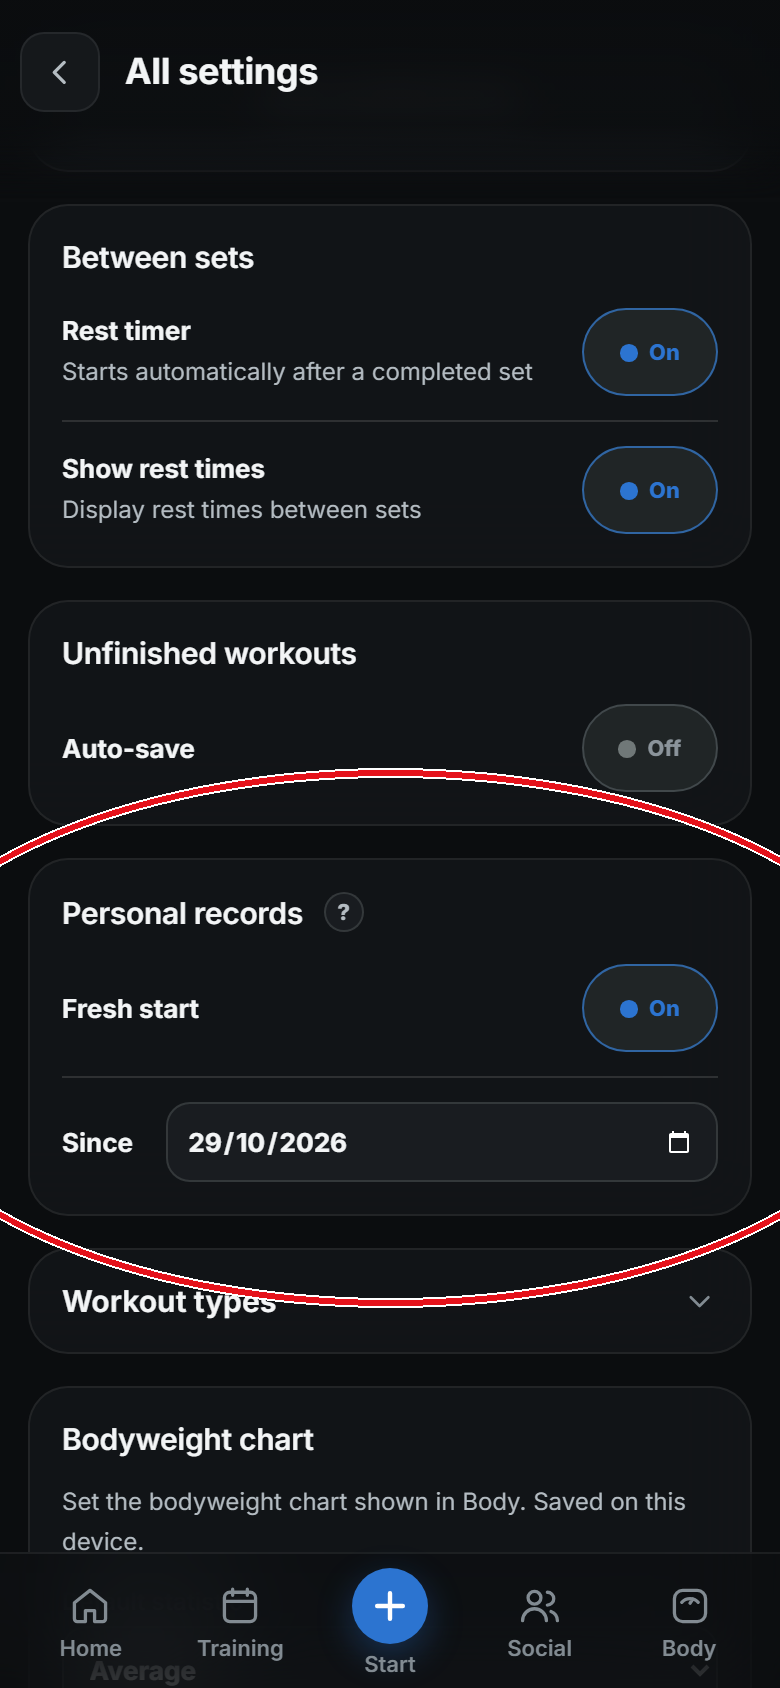 All settings
Between sets
Rest timer
On
Starts automatically after a completed set
Show rest times
On
Display rest times between sets
Unfinished workouts
Auto-save
Off
Personal records ?
Fresh start
On
Since 29/10/2026
Workout types
Bodyweight chart
Set the bodyweight chart shown in Body. Saved on this
device.
Average
Home Training Start Social Body